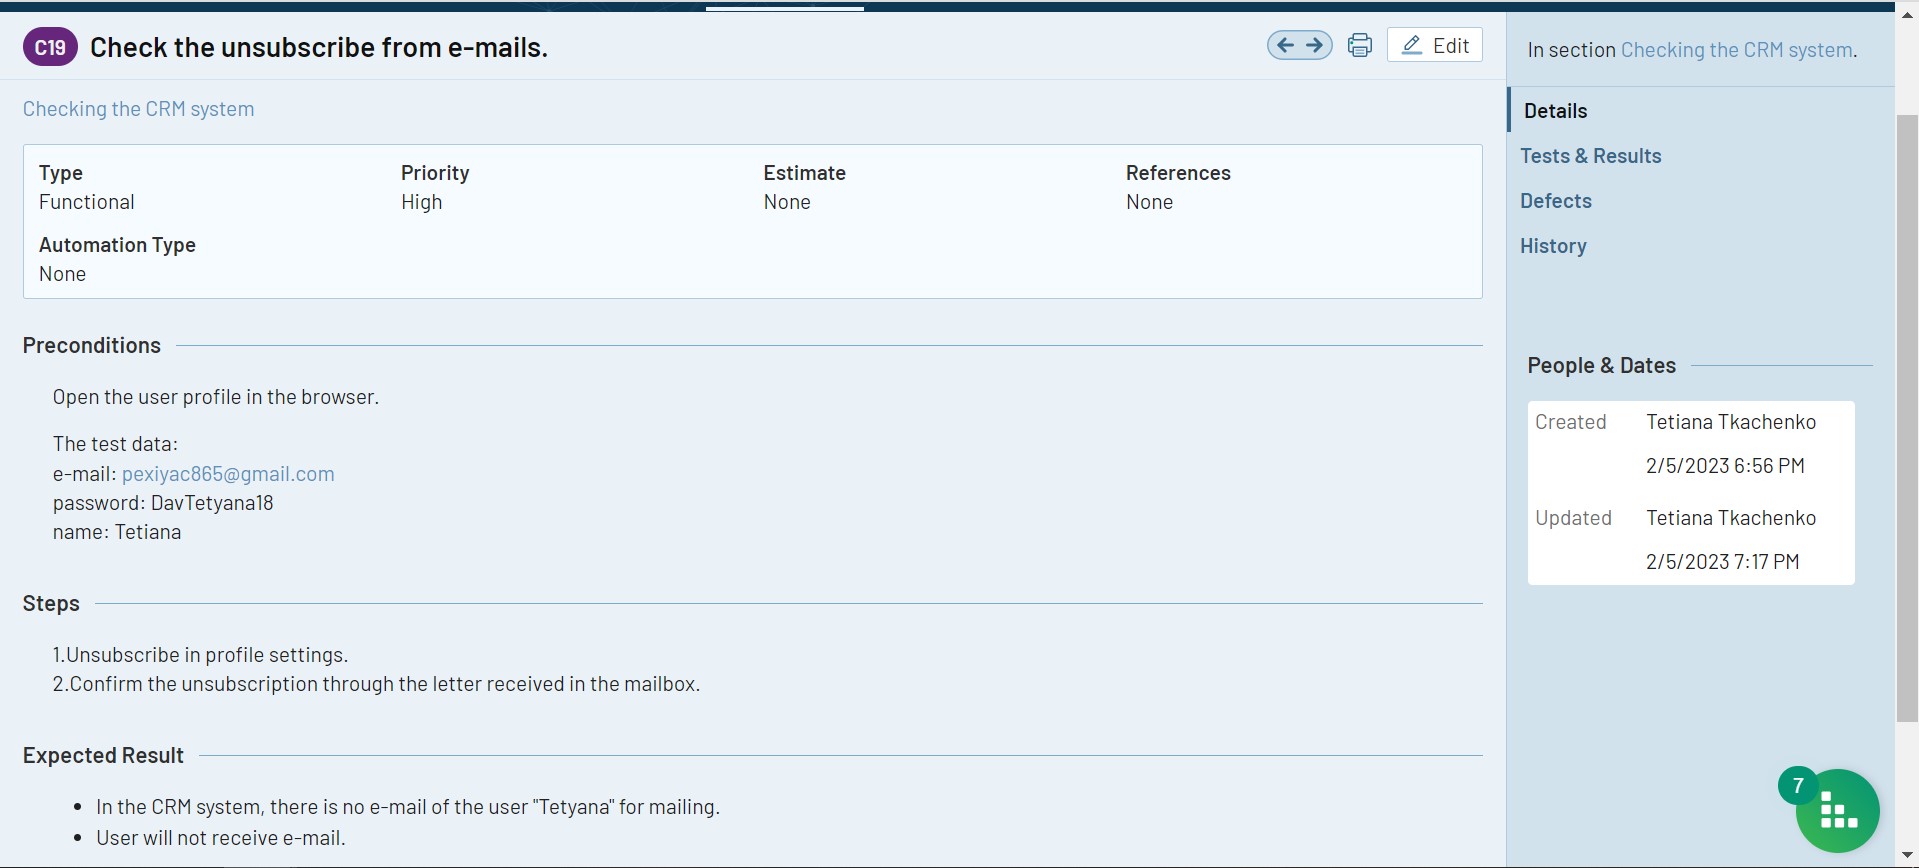 C19 Check the unsubscribe from e-mails.
Edit
Checking the CRM system
Type Priority Estimate References
Functional High None None
Automation Type
None
Preconditions
Open the user profile in the browser.
The test data:
e-mail: pexiyac865@gmail.com
password: DavTetyana18
name: Tetiana
Steps
1.Unsubscribe in profile settings.
2.Confirm the unsubscription through the letter received in the mailbox.
Expected Result
• In the CRM system, there is no e-mail of the user "Tetyana" for mailing.
• User will not receive e-mail.
In section Checking the CRM system.
Details
Tests & Results
Defects
History
People & Dates
Created Tetiana Tkachenko
2/5/2023 6:56 PM
Updated Tetiana Tkachenko
2/5/2023 7:17 PM
7